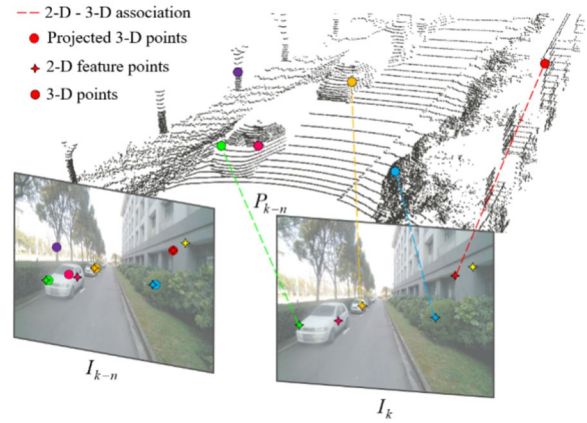 2-D - 3-D association
Projected 3-D points
2-D feature points
3-D points
P_{k-n}
I_{k-n}
I_k